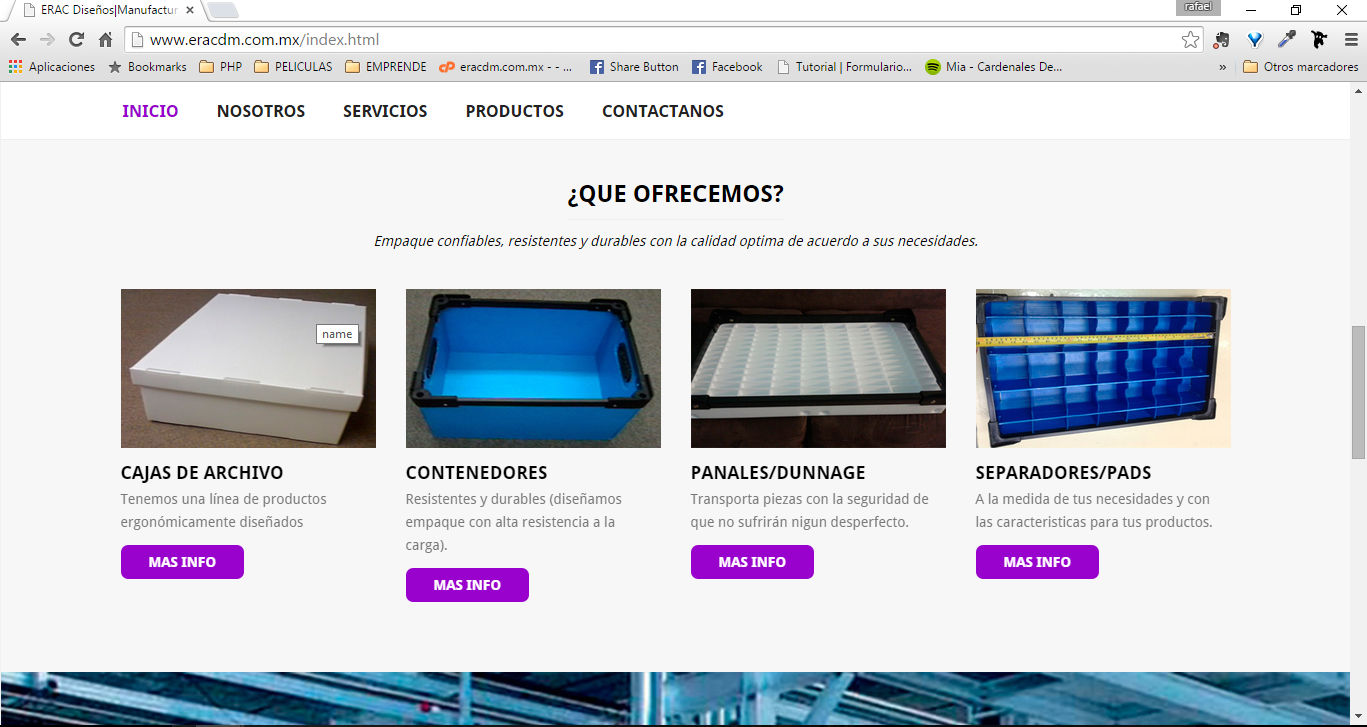 ERAC Diseños|Manufactur
rafael
www.eracdm.com.mx/index.html
Aplicaciones Bookmarks PHP PELICULAS EMPRENDE eracdm.com.mx - - ... Share Button Facebook Tutorial | Formulario... Mia - Cardenales De... » Otros marcadores
INICIO NOSOTROS SERVICIOS PRODUCTOS CONTACTANOS
¿QUE OFRECEMOS?
Empaque confiables, resistentes y durables con la calidad optima de acuerdo a sus necesidades.
name
CAJAS DE ARCHIVO
Tenemos una línea de productos
ergonómicamente diseñados
MAS INFO
CONTENEDORES
Resistentes y durables (diseñamos
empaque con alta resistencia a la
carga).
MAS INFO
PANALES/DUNNAGE
Transporta piezas con la seguridad de
que no sufrirán nigun desperfecto.
MAS INFO
SEPARADORES/PADS
A la medida de tus necesidades y con
las caracteristicas para tus productos.
MAS INFO